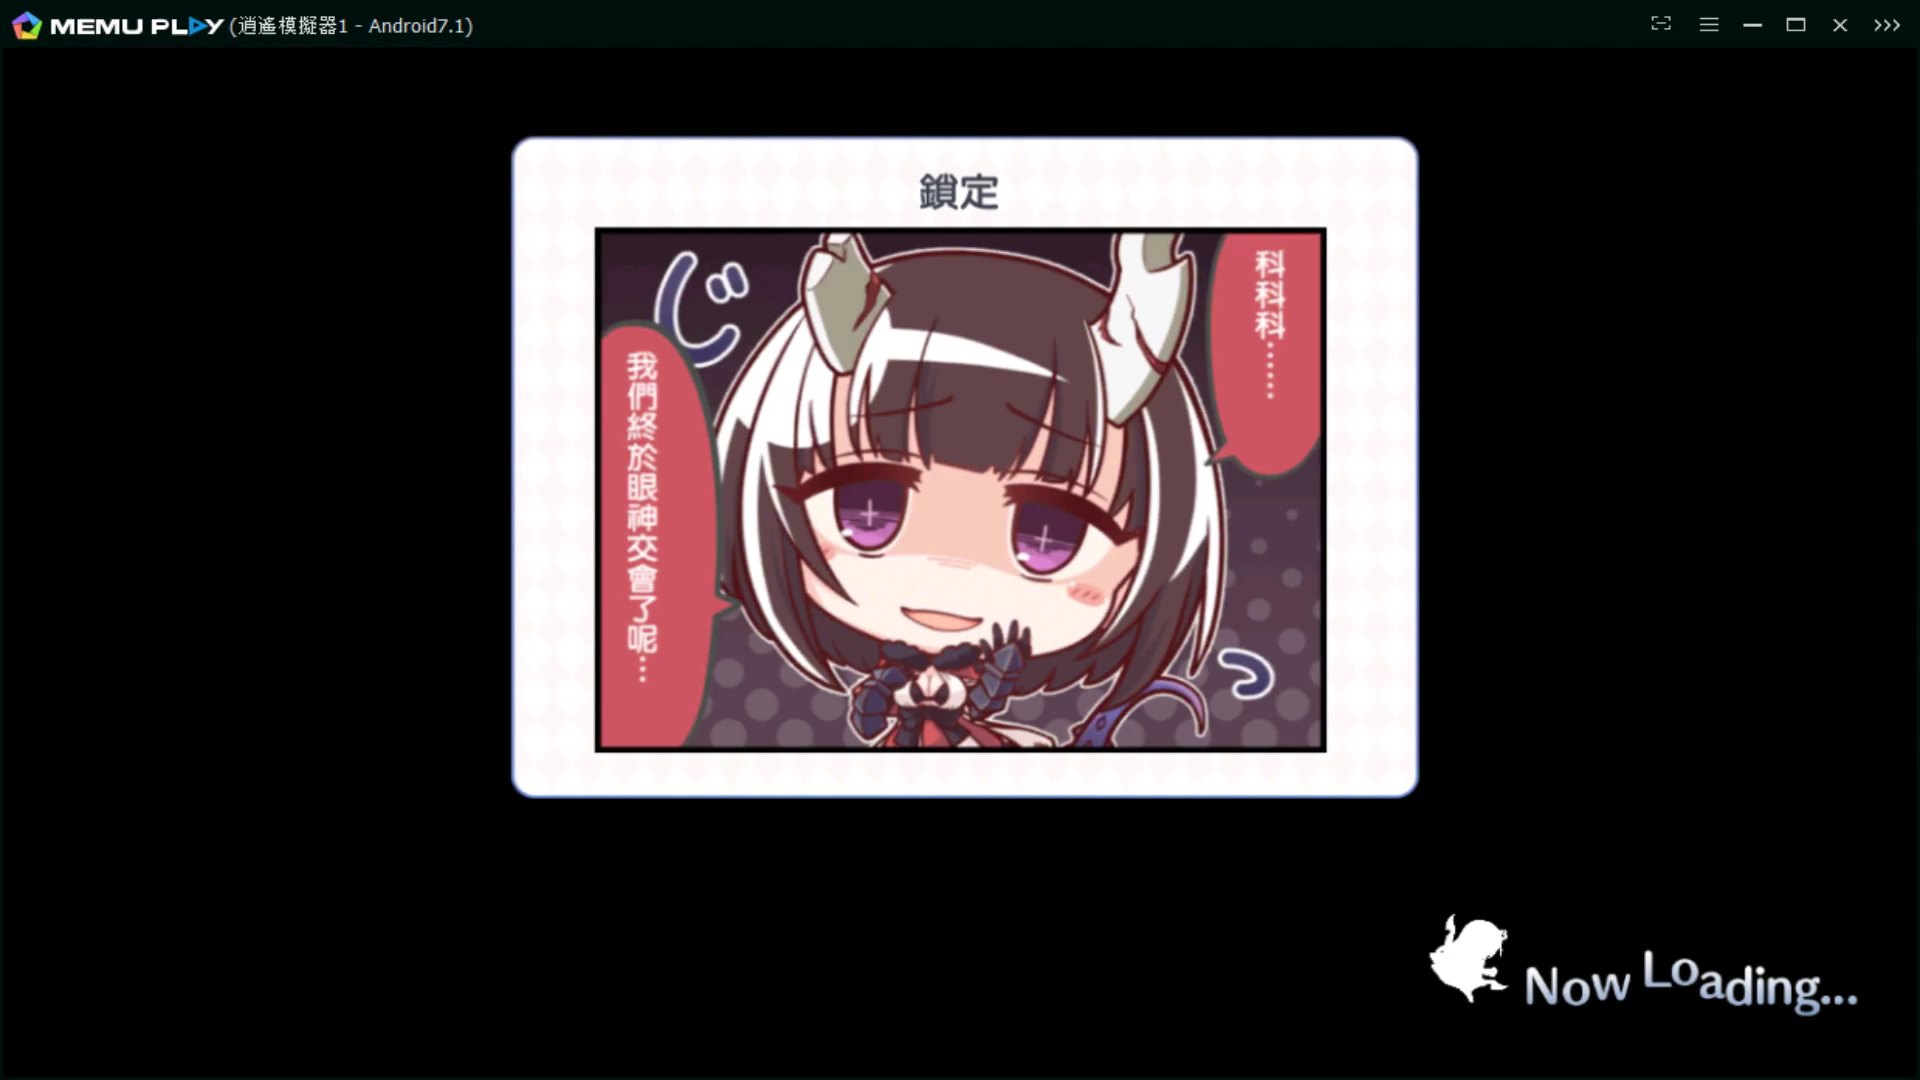 MEMU PLAY (逍遙模擬器1 - Android7.1)
鎖定
科科科……
じっ
我們終於眼神交會了呢…
Now Loading...